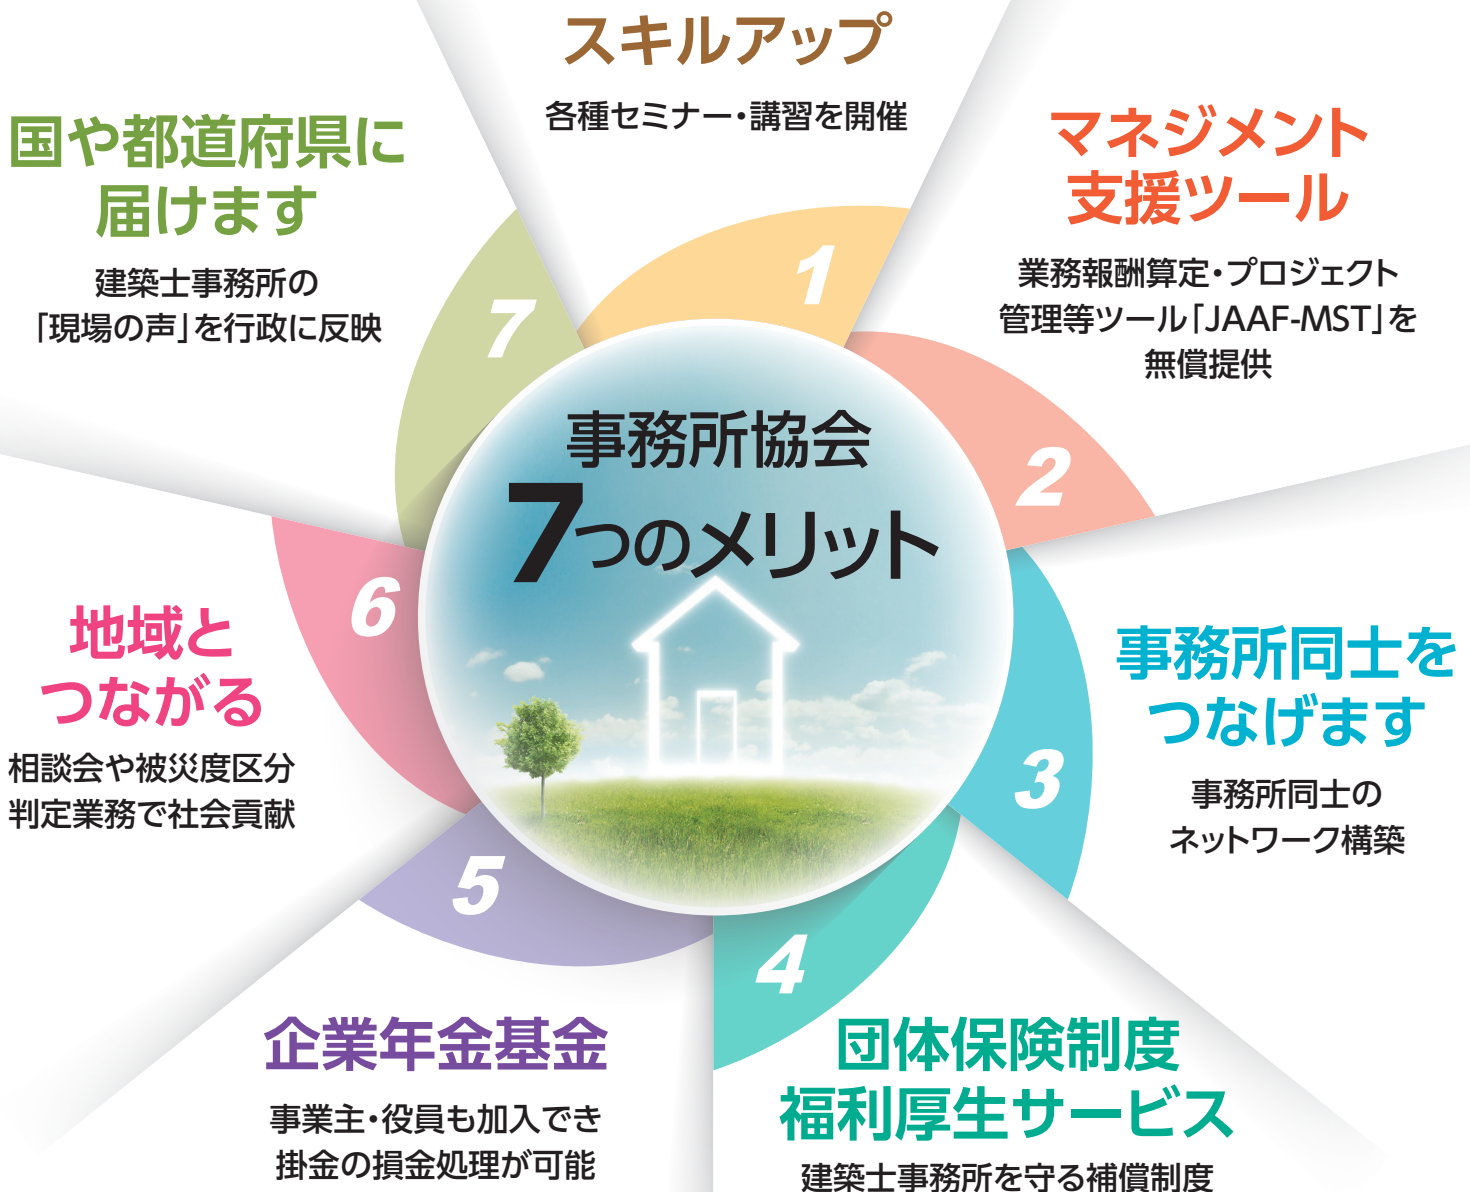 事務所協会
7つのメリット
1
スキルアップ
各種セミナー・講習を開催
2
マネジメント
支援ツール
業務報酬算定・プロジェクト
管理等ツール「JAAF-MST」を
無償提供
3
事務所同士を
つなげます
事務所同士の
ネットワーク構築
4
団体保険制度
福利厚生サービス
建築士事務所を守る補償制度
5
企業年金基金
事業主・役員も加入でき
掛金の損金処理が可能
6
地域と
つながる
相談会や被災度区分
判定業務で社会貢献
7
国や都道府県に
届けます
建築士事務所の
「現場の声」を行政に反映